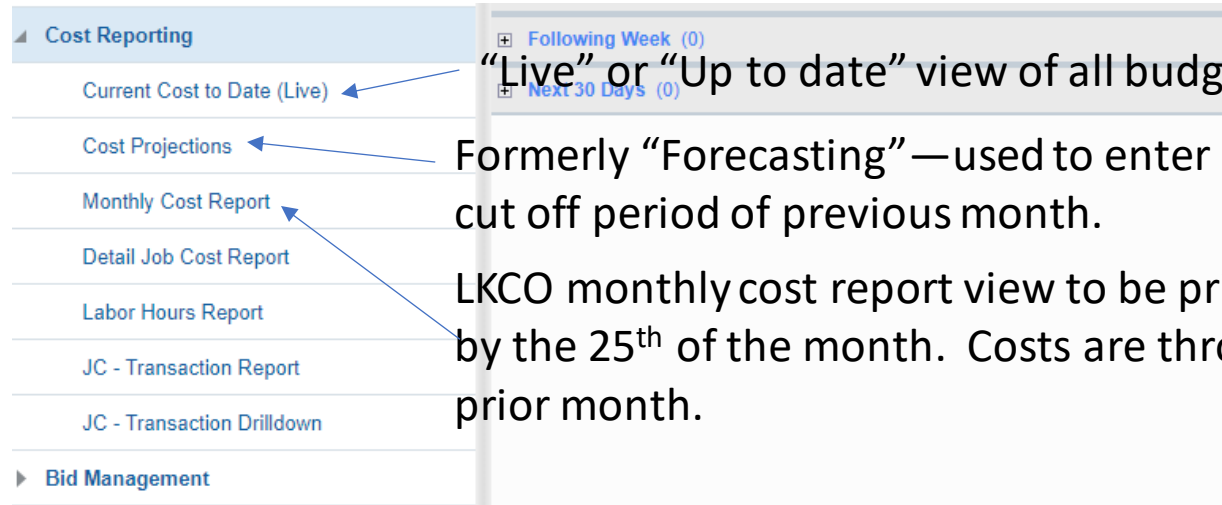 Cost Reporting
Current Cost to Date (Live)
Cost Projections
Monthly Cost Report
Detail Job Cost Report
Labor Hours Report
JC - Transaction Report
JC - Transaction Drilldown
Bid Management
Following Week (0)
Next 30 Days (0)
“Live” or “Up to date” view of all
Formerly “Forecasting”—used to enter
cut off period of previous month.
LKCO monthly cost report view to be
by the 25th of the month. Costs are
prior month.